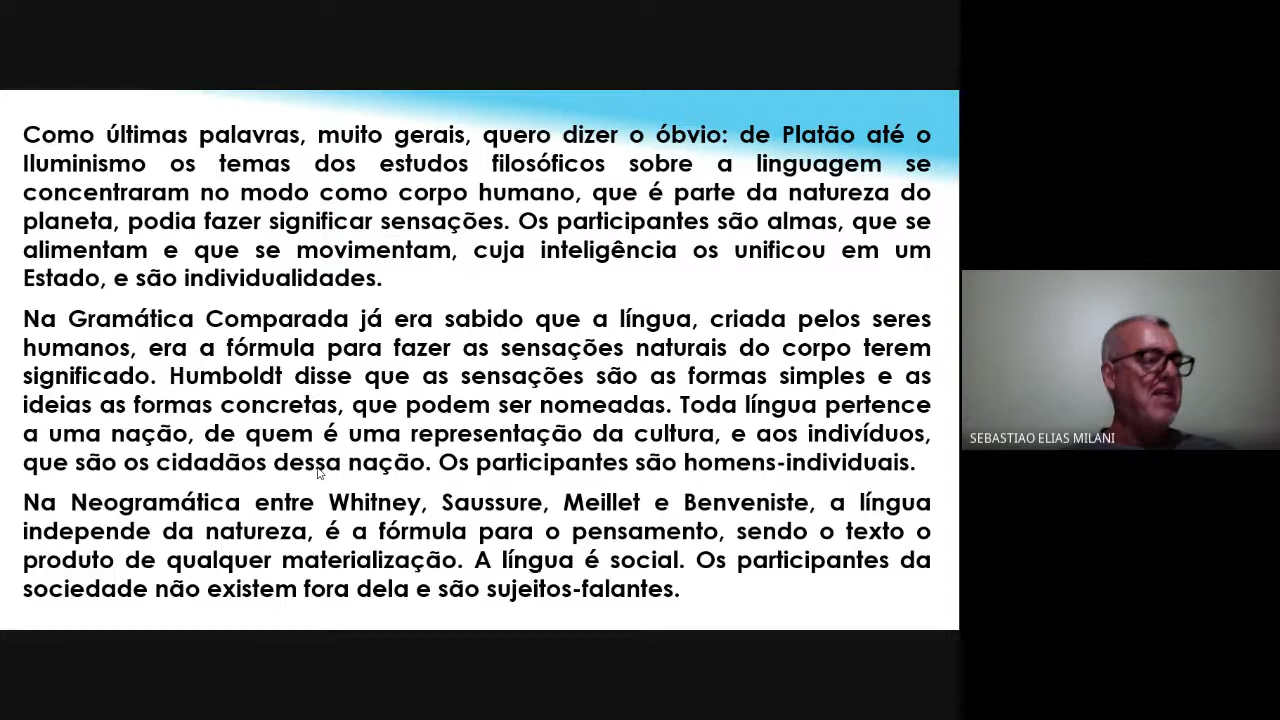 Como últimas palavras, muito gerais, quero dizer o óbvio: de Platão até o
Iluminismo os temas dos estudos filosóficos sobre a linguagem se
concentraram no modo como corpo humano, que é parte da natureza do
planeta, podia fazer significar sensações. Os participantes são almas, que se
alimentam e que se movimentam, cuja inteligência os unificou em um
Estado, e são individualidades.
Na Gramática Comparada já era sabido que a língua, criada pelos seres
humanos, era a fórmula para fazer as sensações naturais do corpo terem
significado. Humboldt disse que as sensações são as formas simples e as
ideias as formas concretas, que podem ser nomeadas. Toda língua pertence
a uma nação, de quem é uma representação da cultura, e aos indivíduos,
que são os cidadãos dessa nação. Os participantes são homens-individuais.
Na Neogramática entre Whitney, Saussure, Meillet e Benveniste, a língua
independe da natureza, é a fórmula para o pensamento, sendo o texto o
produto de qualquer materialização. A língua é social. Os participantes da
sociedade não existem fora dela e são sujeitos-falantes.
SEBASTIAO ELIAS MILANI